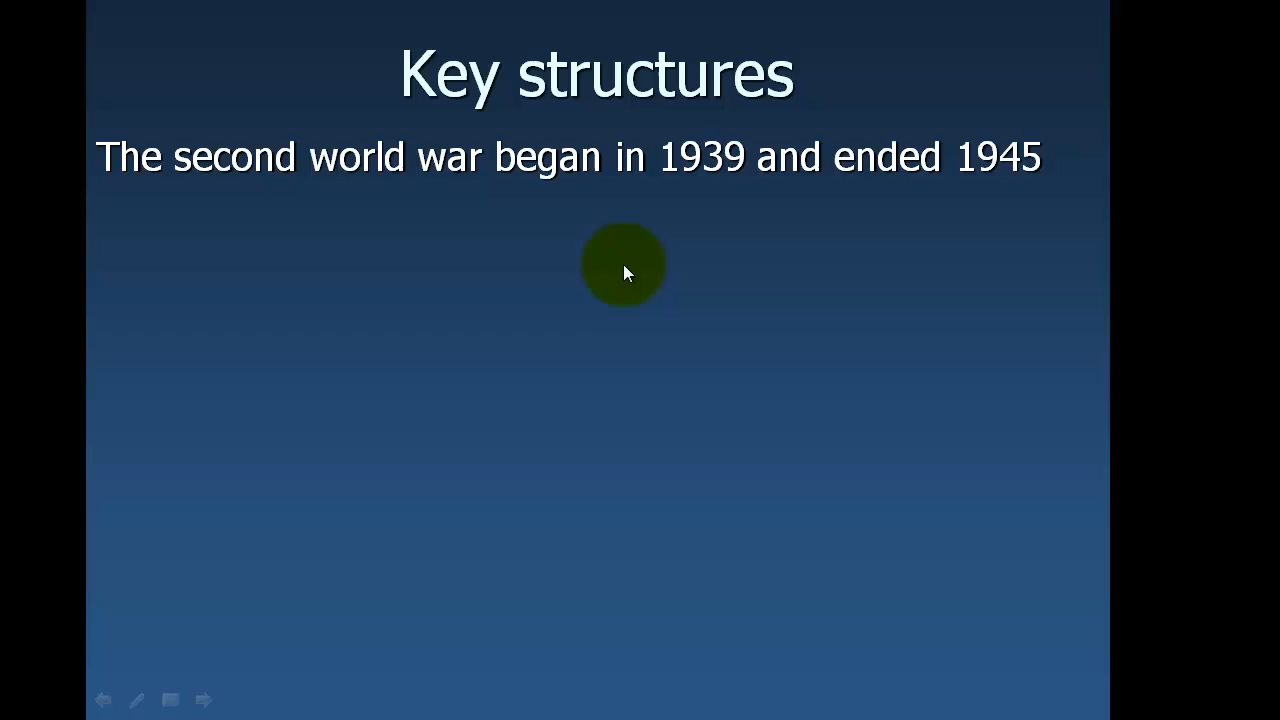 Key structures
The second world war began in 1939 and ended 1945